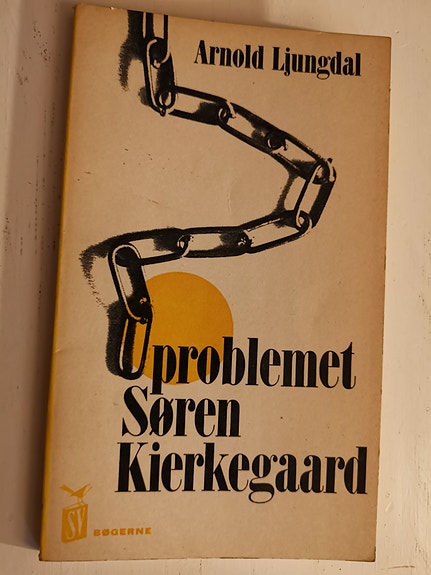 Arnold Ljungdal
problemet
Søren
Kierkegaard
SV
BØGERNE